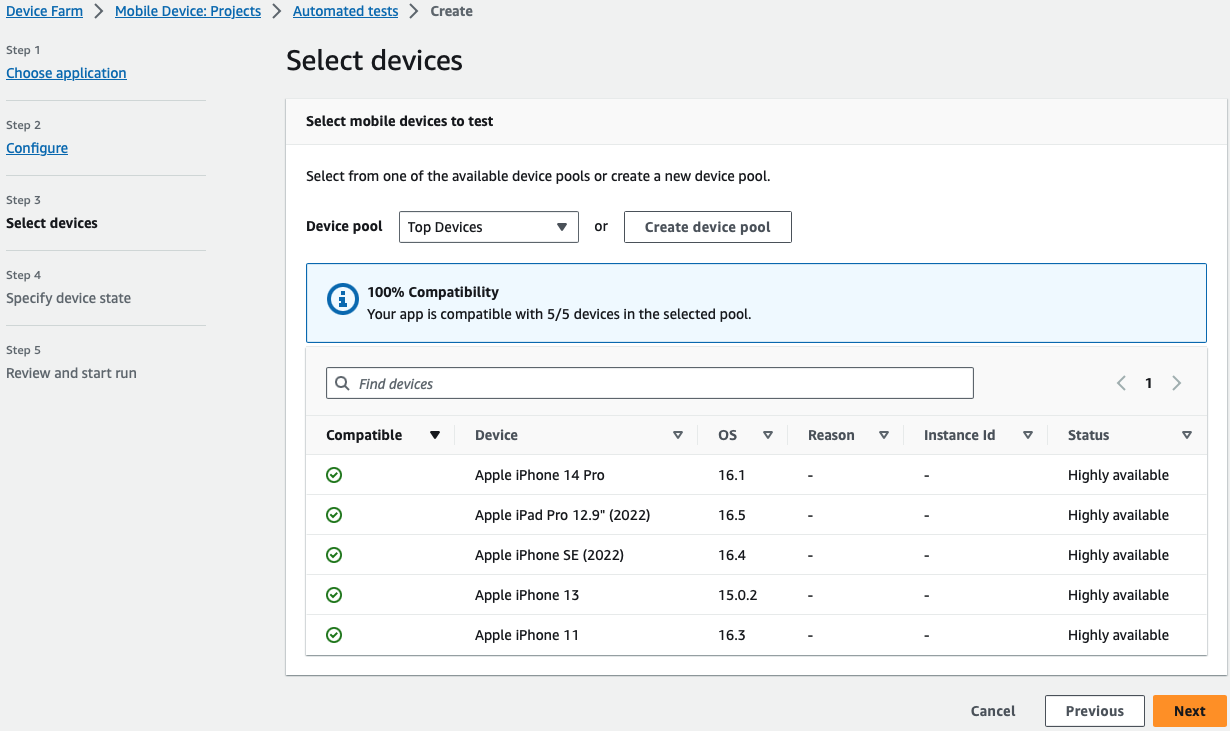 Device Farm > Mobile Device: Projects > Automated tests > Create
Step 1
Choose application
Step 2
Configure
Step 3
Select devices
Step 4
Specify device state
Step 5
Review and start run
Select devices
Select mobile devices to test
Select from one of the available device pools or create a new device pool.
Device pool Top Devices or Create device pool
100% Compatibility
Your app is compatible with 5/5 devices in the selected pool.
Find devices < 1 >
Compatible Device OS Reason Instance Id Status
Apple iPhone 14 Pro 16.1 - - Highly available
Apple iPad Pro 12.9" (2022) 16.5 - - Highly available
Apple iPhone SE (2022) 16.4 - - Highly available
Apple iPhone 13 15.0.2 - - Highly available
Apple iPhone 11 16.3 - - Highly available
Cancel Previous Next